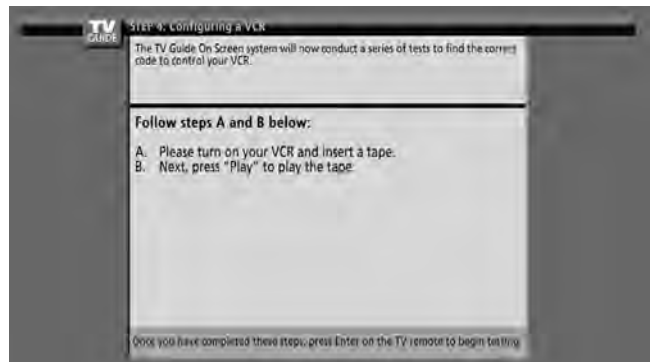 TV
GUIDE
STEP 4: Configuring a VCR
The TV Guide On Screen system will now conduct a series of tests to find the correct
code to control your VCR.
Follow steps A and B below:
A. Please turn on your VCR and insert a tape.
B. Next, press "Play" to play the tape.
Once you have completed these steps, press Enter on the TV remote to begin testing